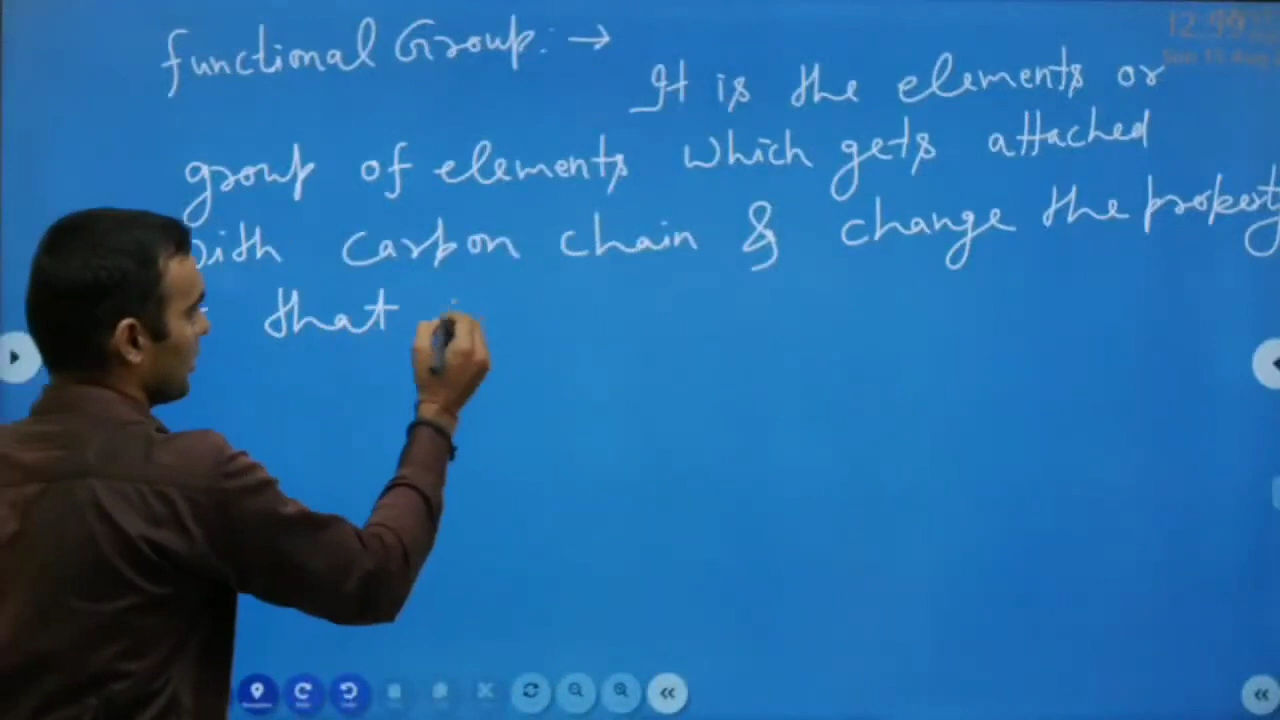 functional Group: →
It is the elements or
group of elements which gets attached
with carbon chain & change the property
that